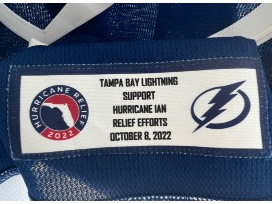 HURRICANE RELIEF
2022
TAMPA BAY LIGHTNING
SUPPORT
HURRICANE IAN
RELIEF EFFORTS
OCTOBER 8, 2022